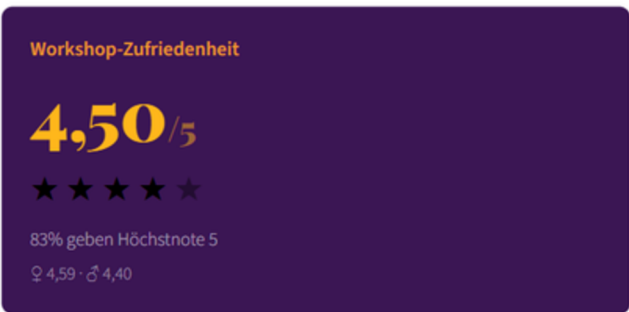 Workshop-Zufriedenheit
4,50/5
★ ★ ★ ★ ★
83% geben Höchstnote 5
♀ 4,59 · ♂ 4,40